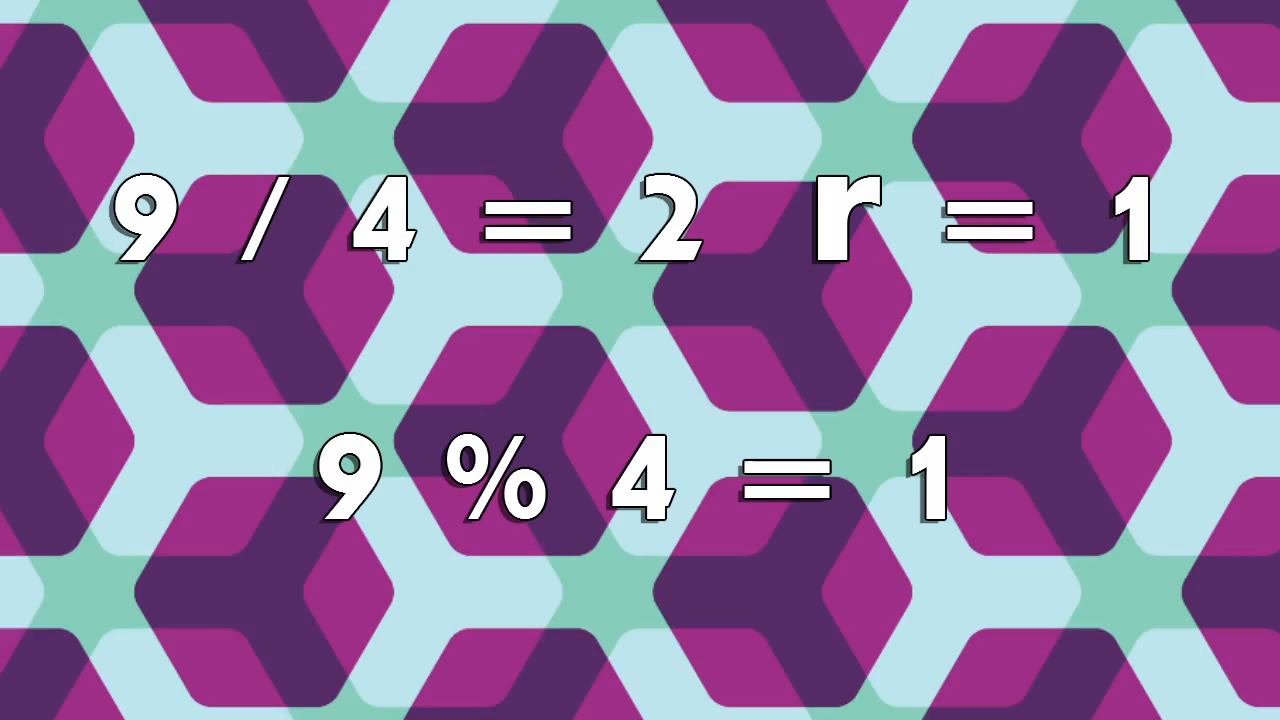 9 / 4 = 2 r = 1
9 % 4 = 1